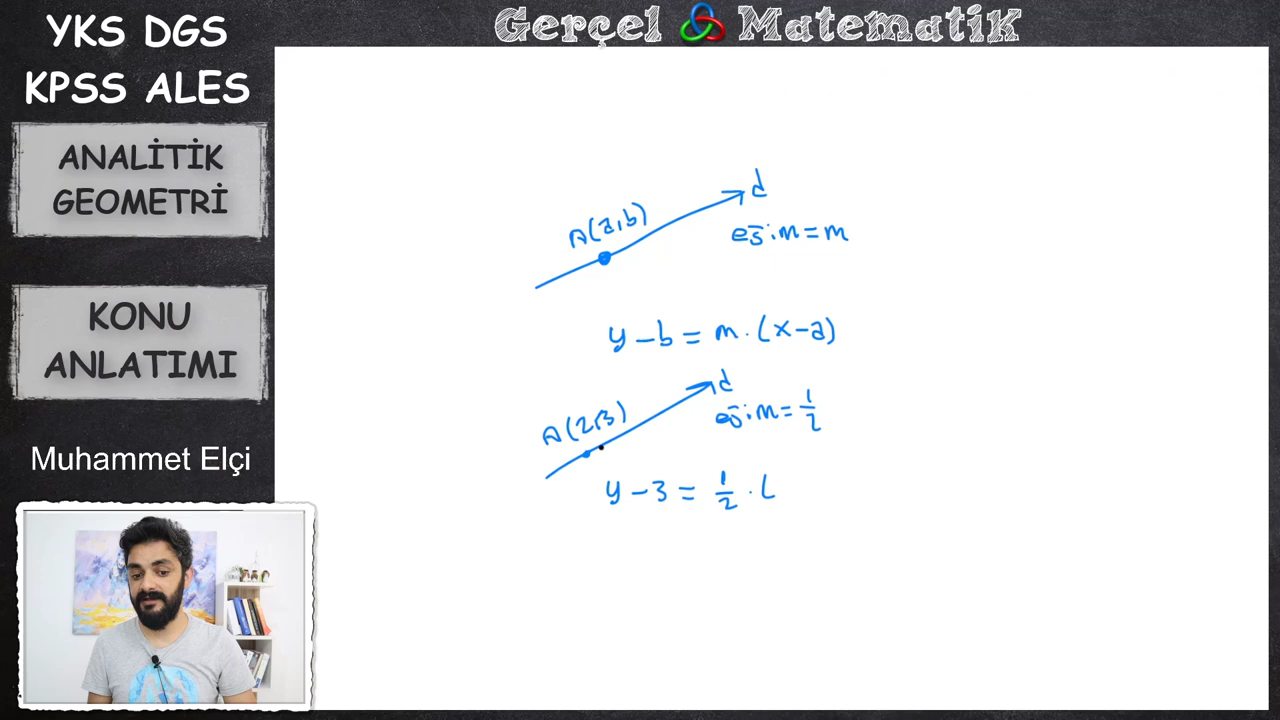 YKS DGS
KPSS ALES
ANALİTİK
GEOMETRİ
KONU
ANLATIMI
Muhammet Elçi
Gerçel Matematik
d
A(a,b)
eğim=m
y-b = m.(x-a)
d
A(2,3)
eğim=1/2
y-3 = 1/2.(